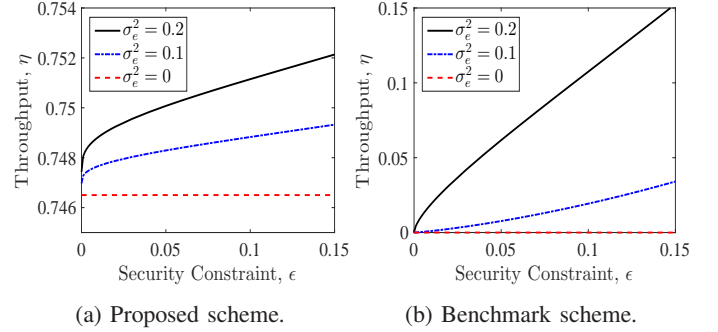 σ_e^2 = 0.2
σ_e^2 = 0.1
σ_e^2 = 0
0.754
0.752
0.75
0.748
0.746
Throughput, η
0
0.05
0.1
0.15
Security Constraint, ϵ
(a) Proposed scheme.
σ_e^2 = 0.2
σ_e^2 = 0.1
σ_e^2 = 0
0.15
0.1
0.05
0
Throughput, η
0
0.05
0.1
0.15
Security Constraint, ϵ
(b) Benchmark scheme.